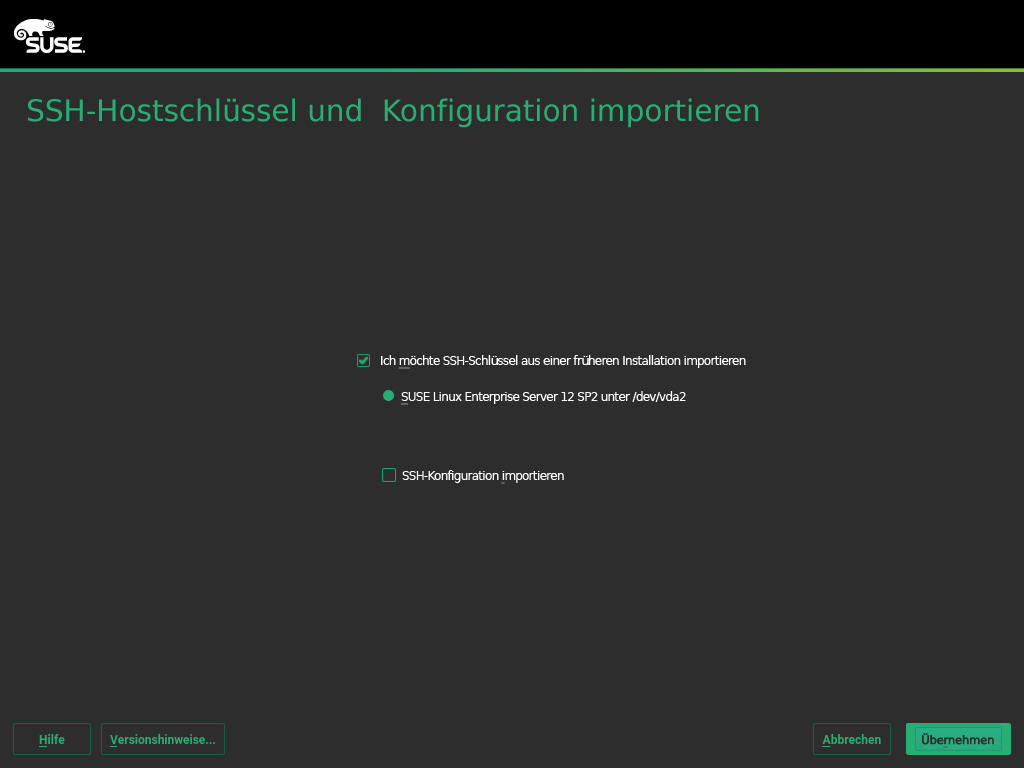 SUSE.
SSH-Hostschlüssel und  Konfiguration importieren
Ich möchte SSH-Schlüssel aus einer früheren Installation importieren
SUSE Linux Enterprise Server 12 SP2 unter /dev/vda2
SSH-Konfiguration importieren
Hilfe
Versionshinweise...
Abbrechen
Übernehmen